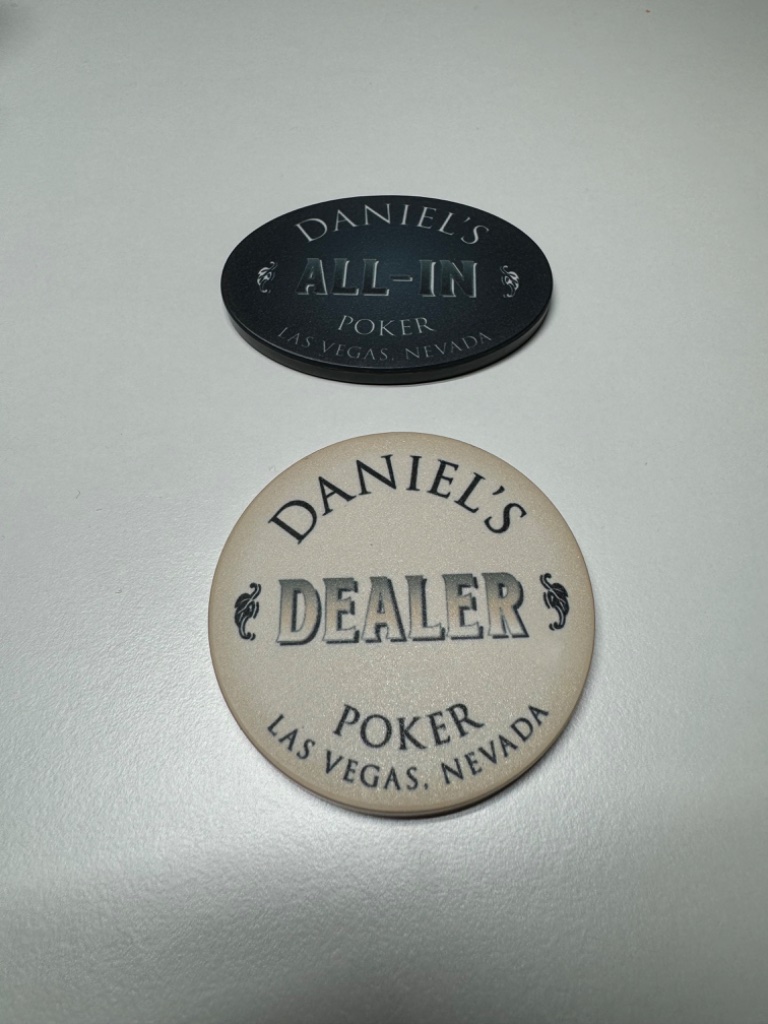 DANIEL'S
ALL-IN
POKER
LAS VEGAS, NEVADA
DANIEL'S
DEALER
POKER
LAS VEGAS, NEVADA